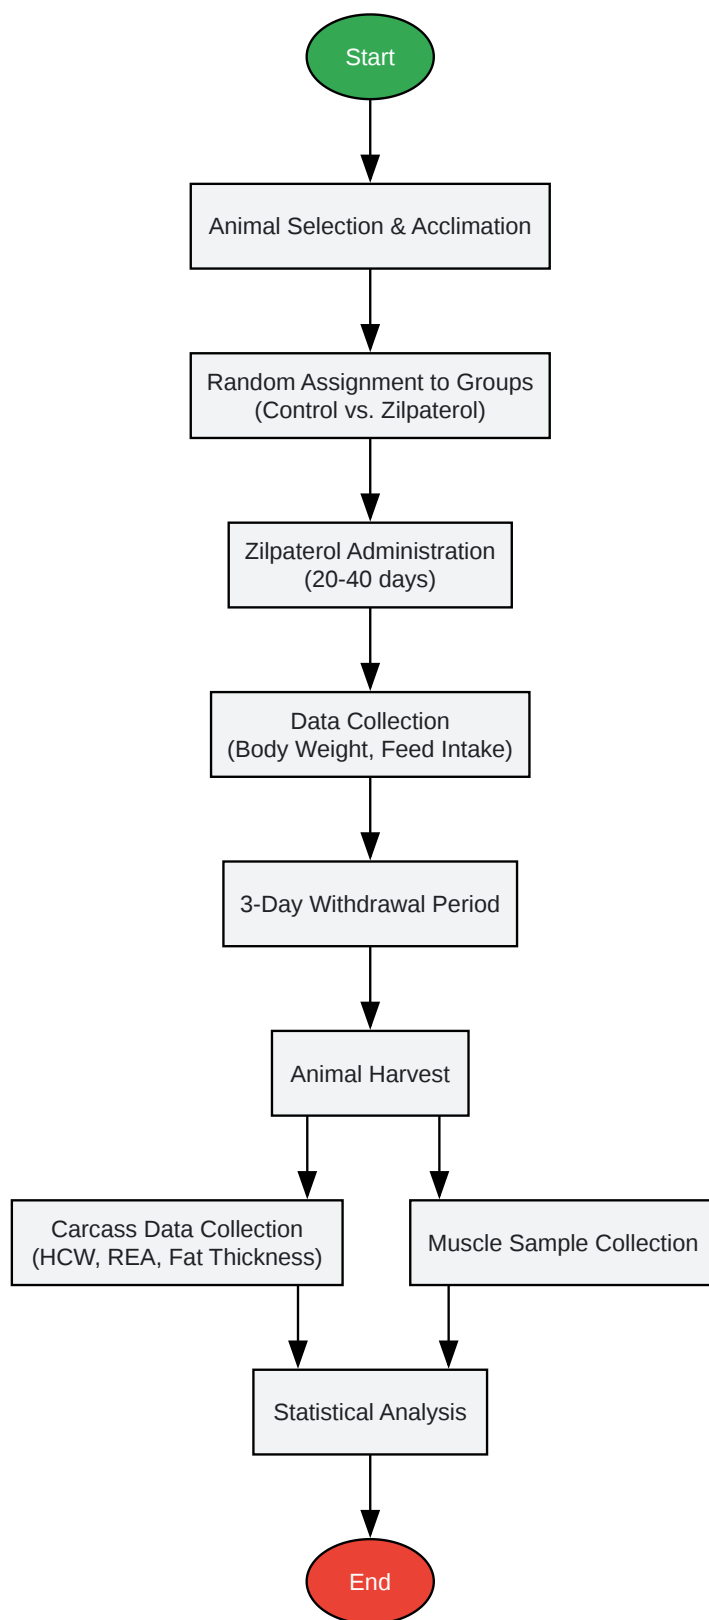 Start
Animal Selection & Acclimation
Random Assignment to Groups
(Control vs. Zilpaterol)
Zilpaterol Administration
(20-40 days)
Data Collection
(Body Weight, Feed Intake)
3-Day Withdrawal Period
Animal Harvest
Carcass Data Collection
(HCW, REA, Fat Thickness)
Muscle Sample Collection
Statistical Analysis
End